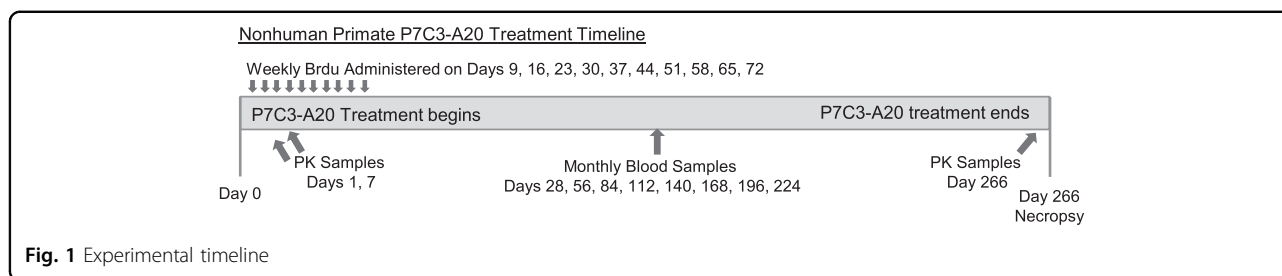 Nonhuman Primate P7C3-A20 Treatment Timeline
Weekly Brdu Administered on Days 9, 16, 23, 30, 37, 44, 51, 58, 65, 72
P7C3-A20 Treatment begins
P7C3-A20 treatment ends
PK Samples
Days 1, 7
Monthly Blood Samples
Days 28, 56, 84, 112, 140, 168, 196, 224
PK Samples
Day 266
Day 0
Day 266
Necropsy
Fig. 1 Experimental timeline